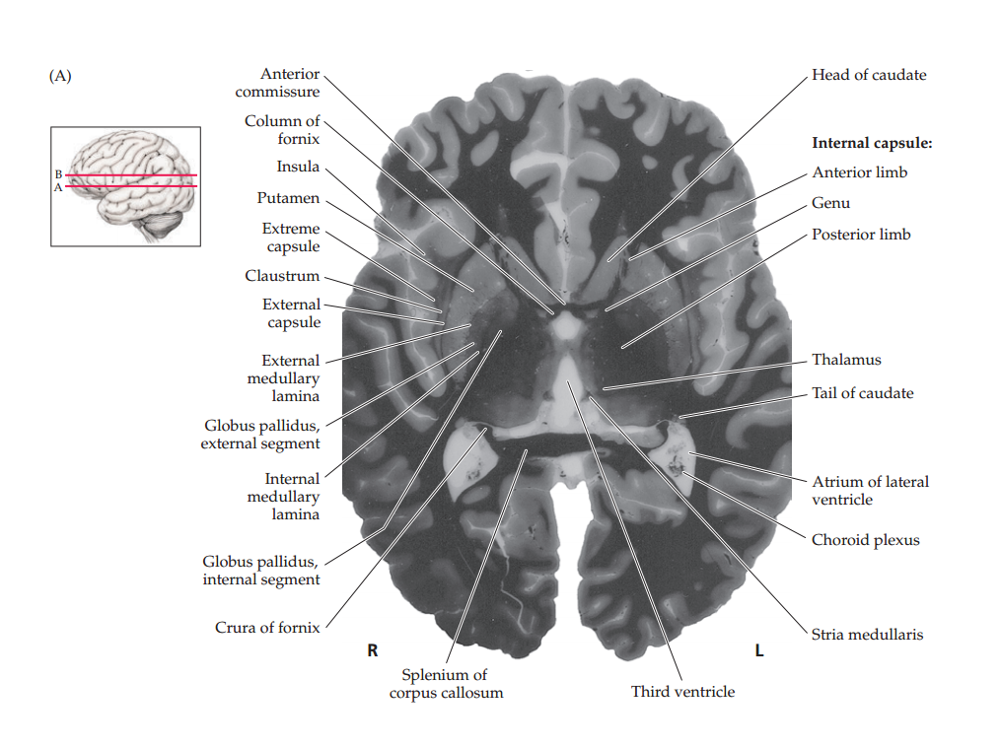 (A)
B
A
Anterior
commissure
Column of
fornix
Insula
Putamen
Extreme
capsule
Claustrum
External
capsule
External
medullary
lamina
Globus pallidus,
external segment
Internal
medullary
lamina
Globus pallidus,
internal segment
Crura of fornix
R
Splenium of
corpus callosum
Third ventricle
L
Head of caudate
Internal capsule:
Anterior limb
Genu
Posterior limb
Thalamus
Tail of caudate
Atrium of lateral
ventricle
Choroid plexus
Stria medullaris